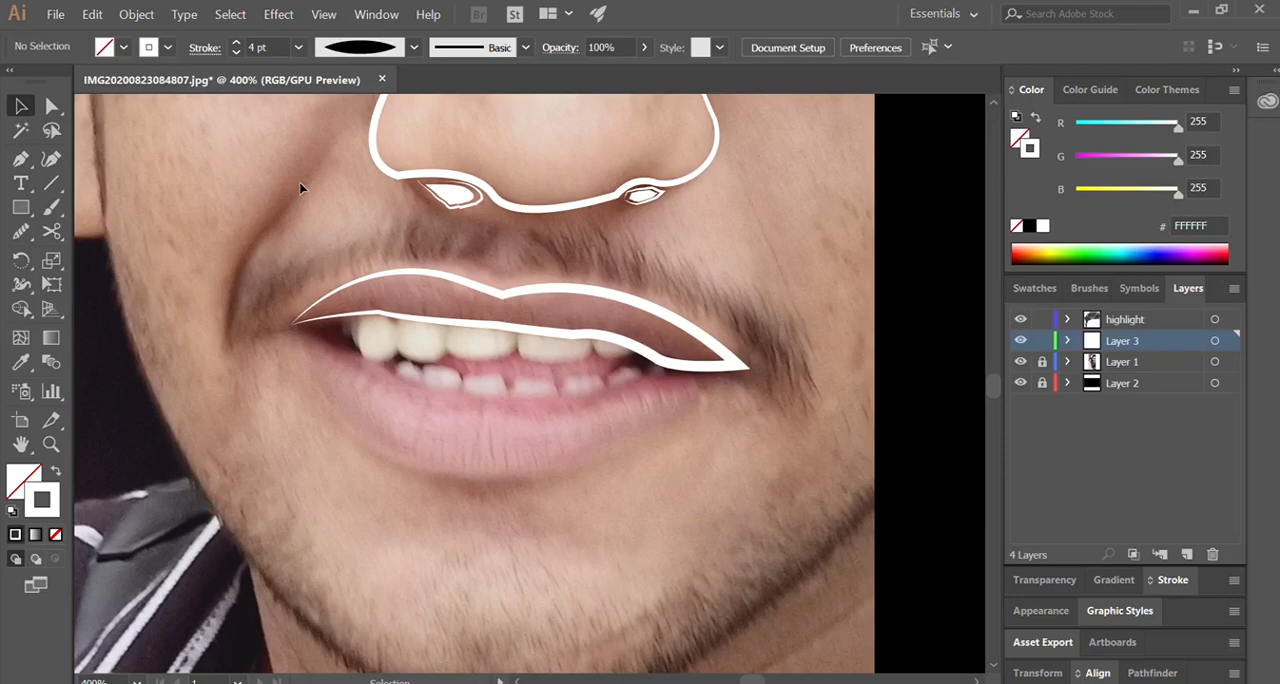 Ai File Edit Object Type Select Effect View Window Help Br St Essentials Search Adobe Stock
No Selection Stroke: 4 pt Basic Opacity: 100% Style: Document Setup Preferences
IMG20200823084807.jpg* @ 400% (RGB/GPU Preview)
Color Color Guide Color Themes
R 255
G 255
B 255
# FFFFFF
Swatches Brushes Symbols Layers
highlight
Layer 3
Layer 1
Layer 2
4 Layers
Transparency Gradient Stroke
Appearance Graphic Styles
Asset Export Artboards
Transform Align Pathfinder
400% 1 Selection